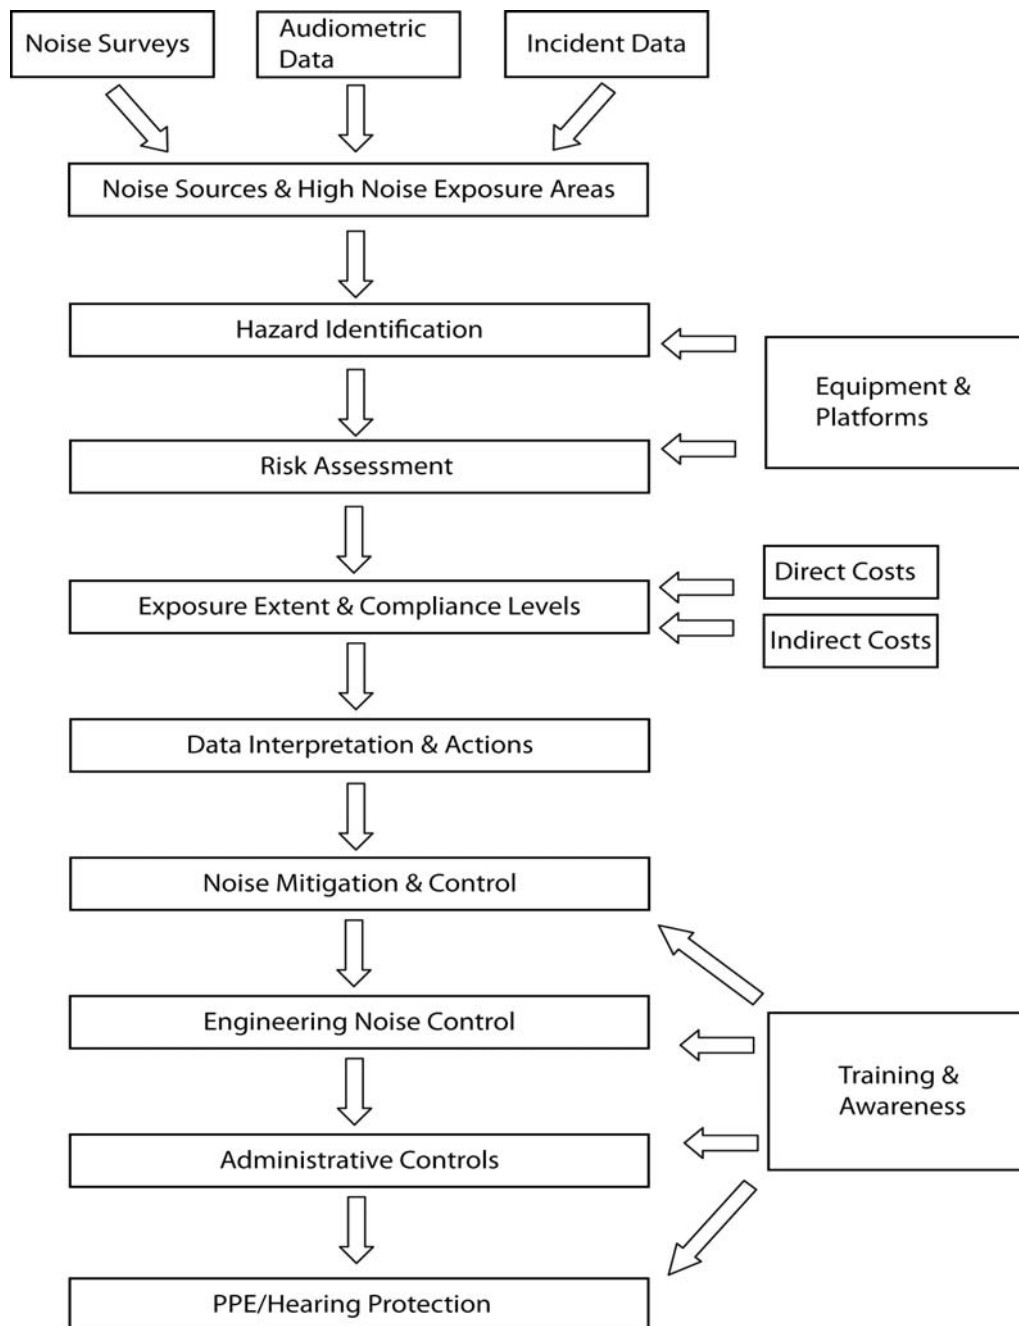 Noise Surveys
Audiometric
Data
Incident Data
Noise Sources & High Noise Exposure Areas
Hazard Identification
Equipment &
Platforms
Risk Assessment
Direct Costs
Exposure Extent & Compliance Levels
Indirect Costs
Data Interpretation & Actions
Noise Mitigation & Control
Engineering Noise Control
Training &
Awareness
Administrative Controls
PPE/Hearing Protection